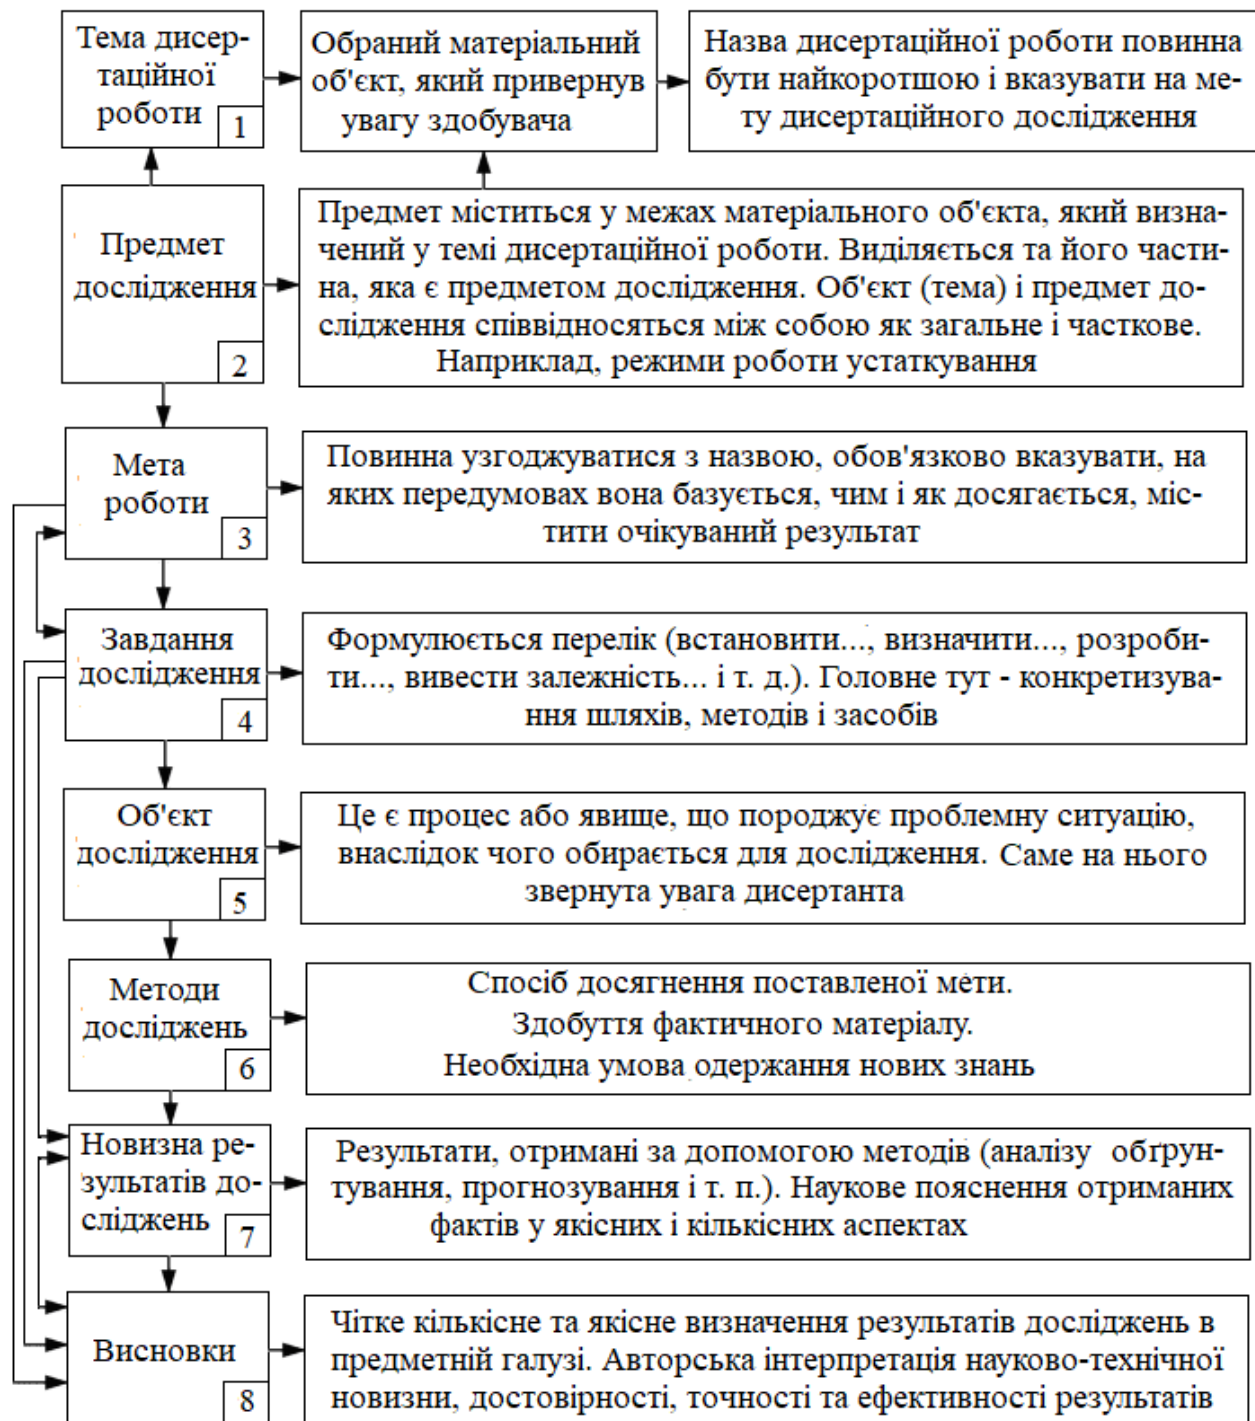 Тема дисер-
таційної
роботи
1
Обраний матеріальний
об'єкт, який привернув
увагу здобувача
Назва дисертаційної роботи повинна
бути найкоротшою і вказувати на ме-
ту дисертаційного дослідження
Предмет
дослідження
2
Предмет міститься у межах матеріального об'єкта, який визна-
чений у темі дисертаційної роботи. Виділяється та його части-
на, яка є предметом дослідження. Об'єкт (тема) і предмет до-
слідження співвідносяться між собою як загальне і часткове.
Наприклад, режими роботи устаткування
Мета
роботи
3
Повинна узгоджуватися з назвою, обов'язково вказувати, на
яких передумовах вона базується, чим і як досягається, міс-
тити очікуваний результат
Завдання
дослідження
4
Формулюється перелік (встановити..., визначити..., розроби-
ти..., вивести залежність... і т. д.). Головне тут - конкретизува-
ння шляхів, методів і засобів
Об'єкт
дослідження
5
Це є процес або явище, що породжує проблемну ситуацію,
внаслідок чого обирається для дослідження. Саме на нього
звернута увага дисертанта
Методи
досліджень
6
Спосіб досягнення поставленої мети.
Здобуття фактичного матеріалу.
Необхідна умова одержання нових знань
Новизна ре-
зультатів до-
сліджень
7
Результати, отримані за допомогою методів (аналізу обґрун-
тування, прогнозування і т. п.). Наукове пояснення отриманих
фактів у якісних і кількісних аспектах
Висновки
8
Чітке кількісне та якісне визначення результатів досліджень в
предметній галузі. Авторська інтерпретація науково-технічної
новизни, достовірності, точності та ефективності результатів